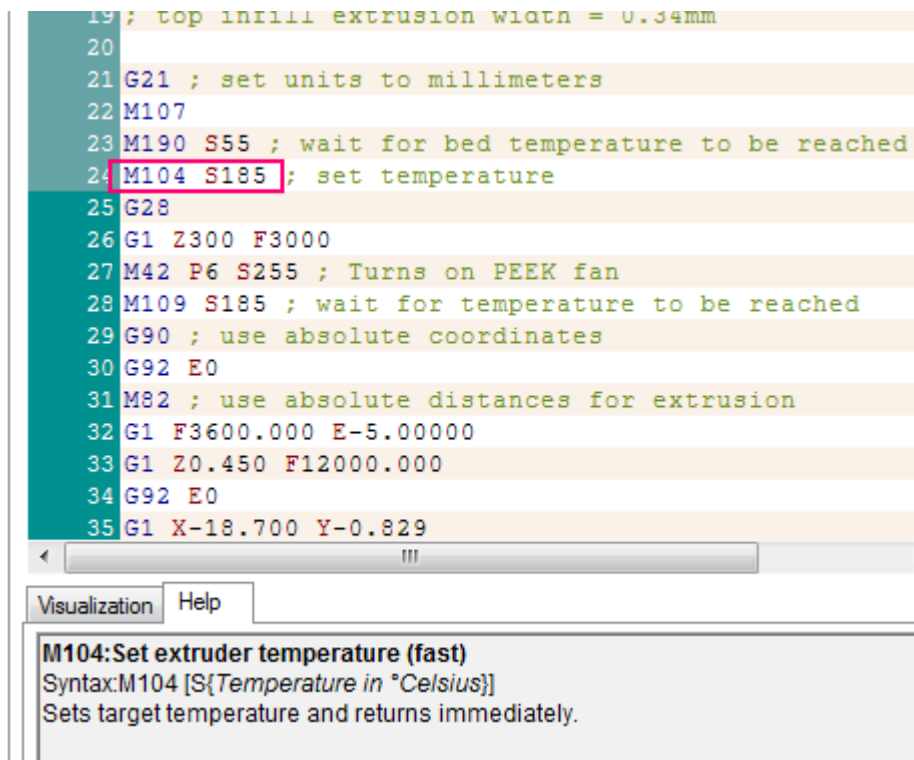 19 ; top infill extrusion width = 0.34mm
20
21 G21 ; set units to millimeters
22 M107
23 M190 S55 ; wait for bed temperature to be reached
24 M104 S185 ; set temperature
25 G28
26 G1 Z300 F3000
27 M42 P6 S255 ; Turns on PEEK fan
28 M109 S185 ; wait for temperature to be reached
29 G90 ; use absolute coordinates
30 G92 E0
31 M82 ; use absolute distances for extrusion
32 G1 F3600.000 E-5.00000
33 G1 Z0.450 F12000.000
34 G92 E0
35 G1 X-18.700 Y-0.829
Visualization Help
M104:Set extruder temperature (fast)
Syntax:M104 [S{Temperature in °Celsius}]
Sets target temperature and returns immediately.